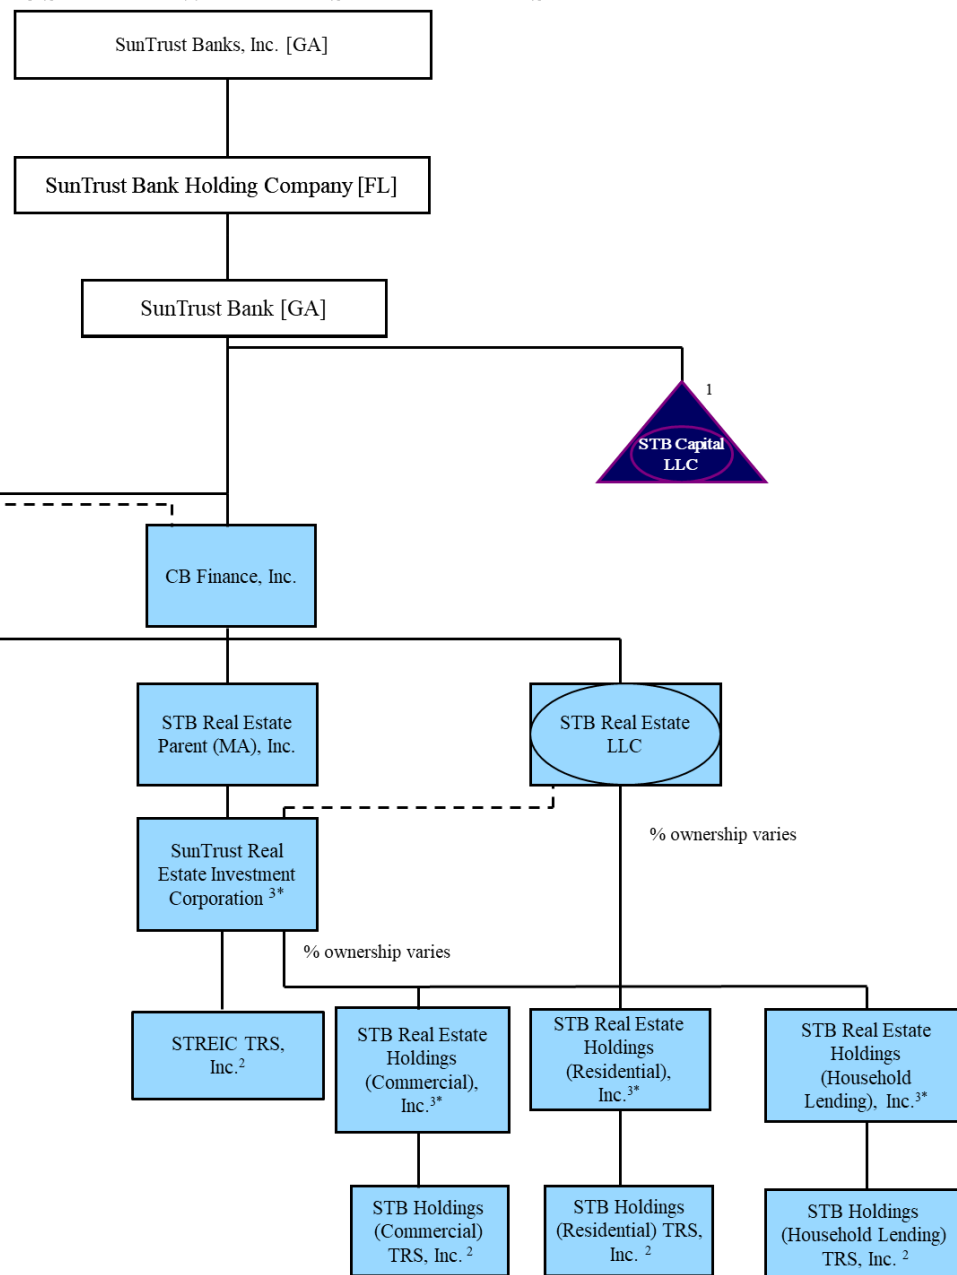 SunTrust Banks, Inc. [GA]
SunTrust Bank Holding Company [FL]
SunTrust Bank [GA]
1
STB Capital
LLC
CB Finance, Inc.
STB Real Estate
Parent (MA), Inc.
STB Real Estate
LLC
% ownership varies
SunTrust Real
Estate Investment
Corporation 3*
% ownership varies
STREIC TRS,
Inc.2
STB Real Estate
Holdings
(Commercial),
Inc.3*
STB Real Estate
Holdings
(Residential),
Inc.3*
STB Real Estate
Holdings
(Household
Lending), Inc.3*
STB Holdings
(Commercial)
TRS, Inc. 2
STB Holdings
(Residential) TRS,
Inc. 2
STB Holdings
(Household Lending)
TRS, Inc. 2